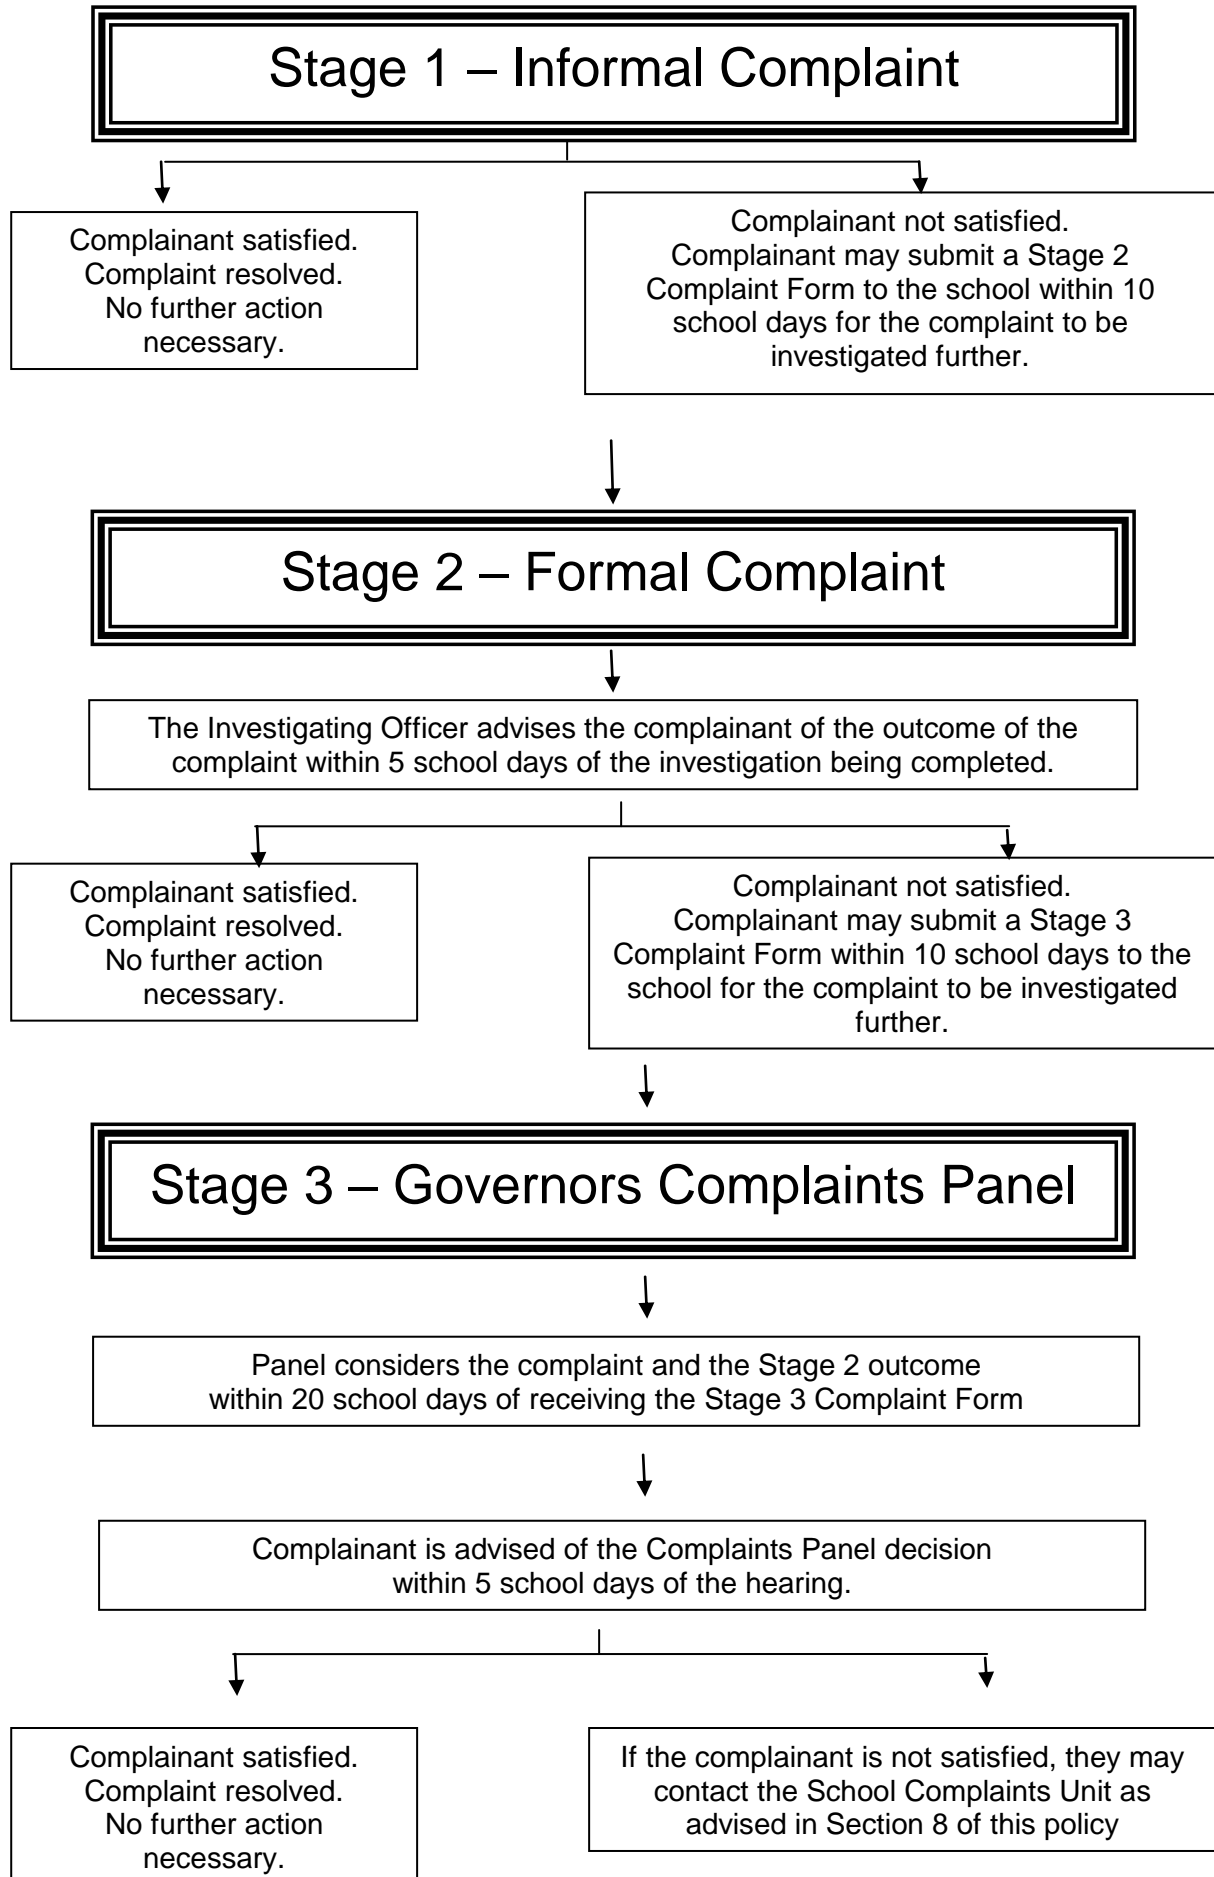 Stage 1 – Informal Complaint
Complainant satisfied.
Complaint resolved.
No further action
necessary.
Complainant not satisfied.
Complainant may submit a Stage 2
Complaint Form to the school within 10
school days for the complaint to be
investigated further.
Stage 2 – Formal Complaint
The Investigating Officer advises the complainant of the outcome of the
complaint within 5 school days of the investigation being completed.
Complainant satisfied.
Complaint resolved.
No further action
necessary.
Complainant not satisfied.
Complainant may submit a Stage 3
Complaint Form within 10 school days to the
school for the complaint to be investigated
further.
Stage 3 – Governors Complaints Panel
Panel considers the complaint and the Stage 2 outcome
within 20 school days of receiving the Stage 3 Complaint Form
Complainant is advised of the Complaints Panel decision
within 5 school days of the hearing.
Complainant satisfied.
Complaint resolved.
No further action
necessary.
If the complainant is not satisfied, they may
contact the School Complaints Unit as
advised in Section 8 of this policy